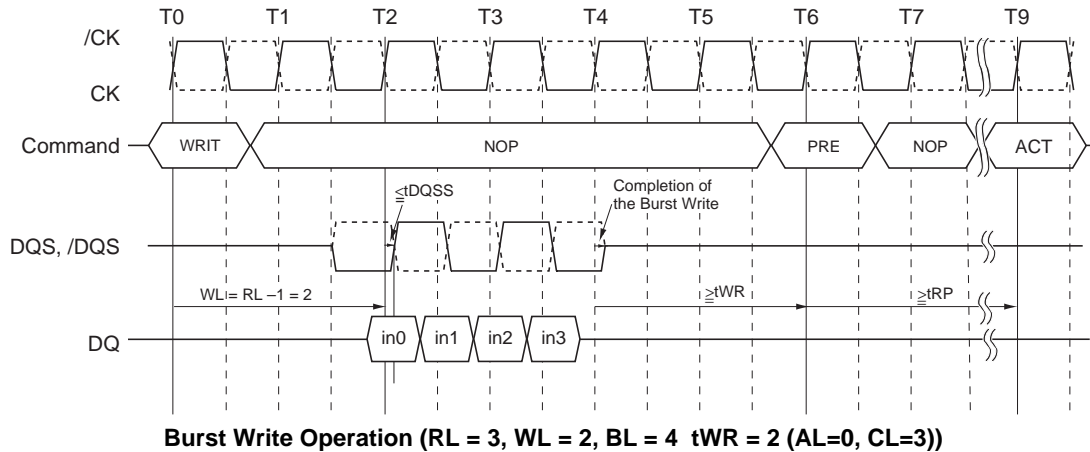 T0 T1 T2 T3 T4 T5 T6 T7 T9
/CK
CK
Command WRIT NOP PRE NOP ACT
≦tDQSS
Completion of
the Burst Write
DQS, /DQS
WL = RL –1 = 2 ≧tWR ≧tRP
DQ in0 in1 in2 in3
Burst Write Operation (RL = 3, WL = 2, BL = 4 tWR = 2 (AL=0, CL=3))